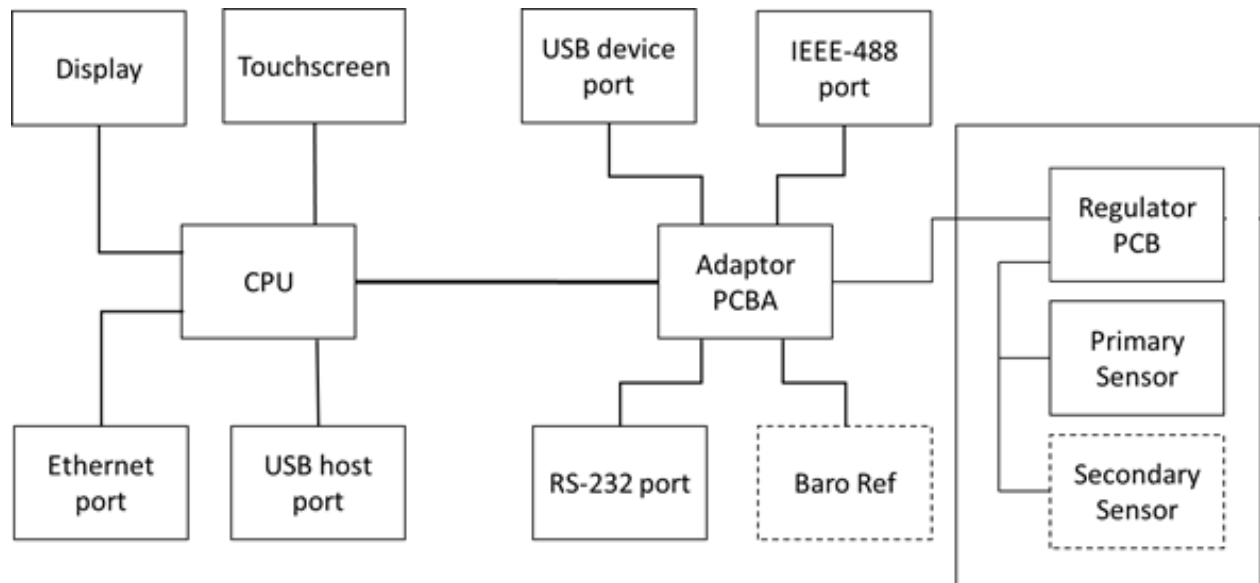 Display
Touchscreen
USB device
port
IEEE-488
port
Regulator
PCB
CPU
Adaptor
PCBA
Primary
Sensor
Ethernet
port
USB host
port
RS-232 port
Baro Ref
Secondary
Sensor